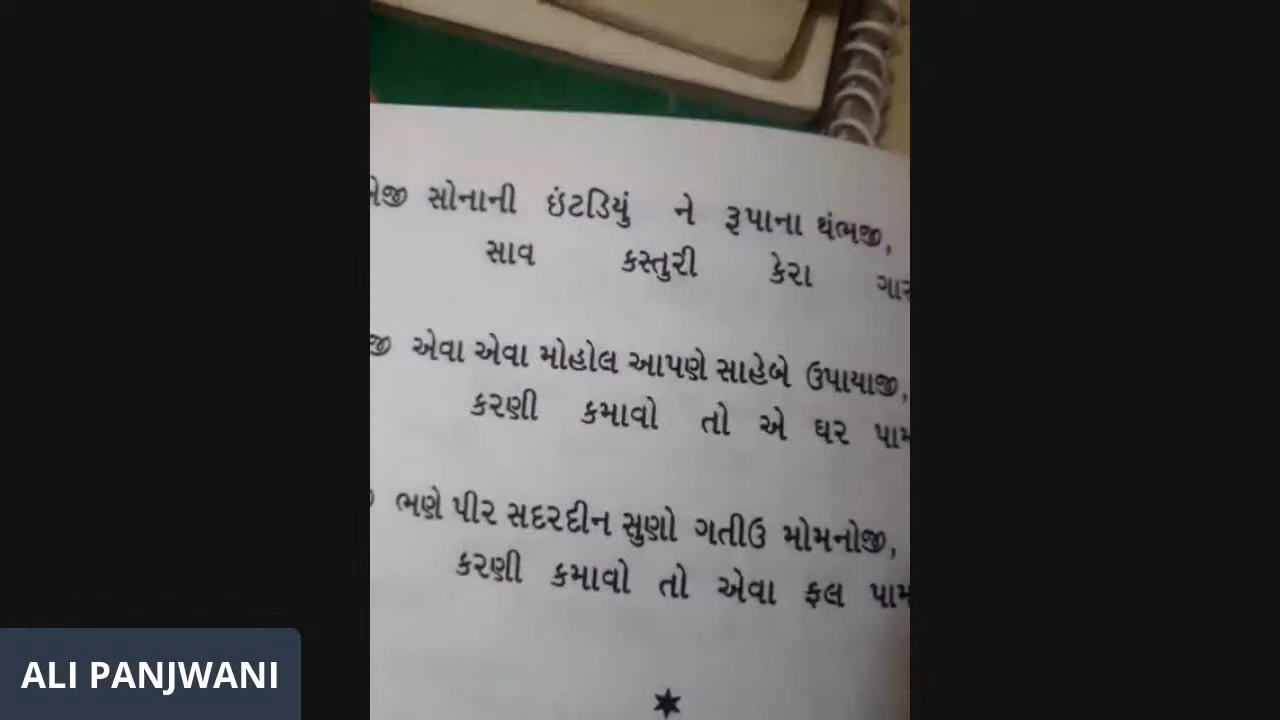 સોનાની ઇંટડિયું ને રૂપાના થંભજી,
સાવ કસ્તુરી કેરા
એવા એવા મોહોલ આપણે સાહેબે ઉપાયાજી,
કરણી કમાવો તો એ ઘર
ભણે પીર સદરદીન સુણો ગતીઉ મોમનોજી,
કરણી કમાવો તો એવા ફલ
ALI PANJWANI